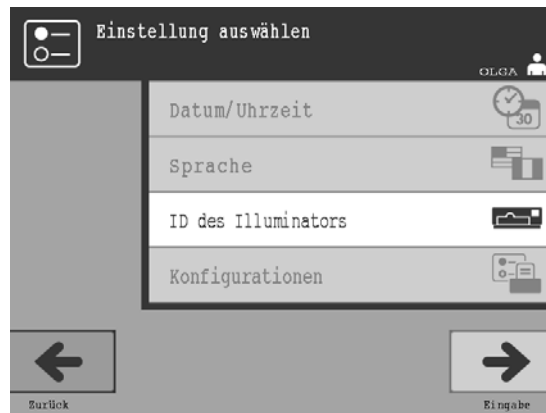 Einstellung auswählen
OLGA
Datum/Uhrzeit
30
Sprache
ID des Illuminators
Konfigurationen
Zurück
Eingabe